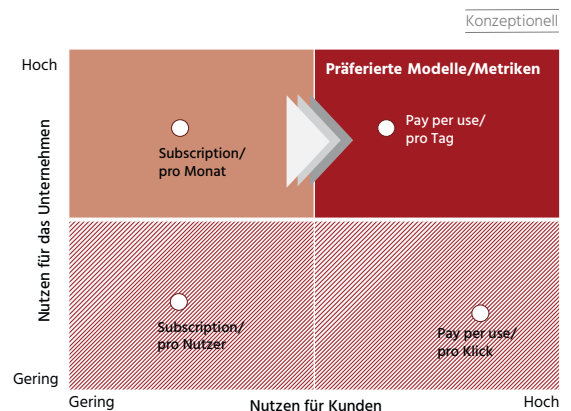 Konzeptionell
Hoch
Präferierte Modelle/Metriken
Pay per use/
pro Tag
Subscription/
pro Monat
Nutzen für das Unternehmen
Subscription/
pro Nutzer
Pay per use/
pro Klick
Gering
Gering
Nutzen für Kunden
Hoch